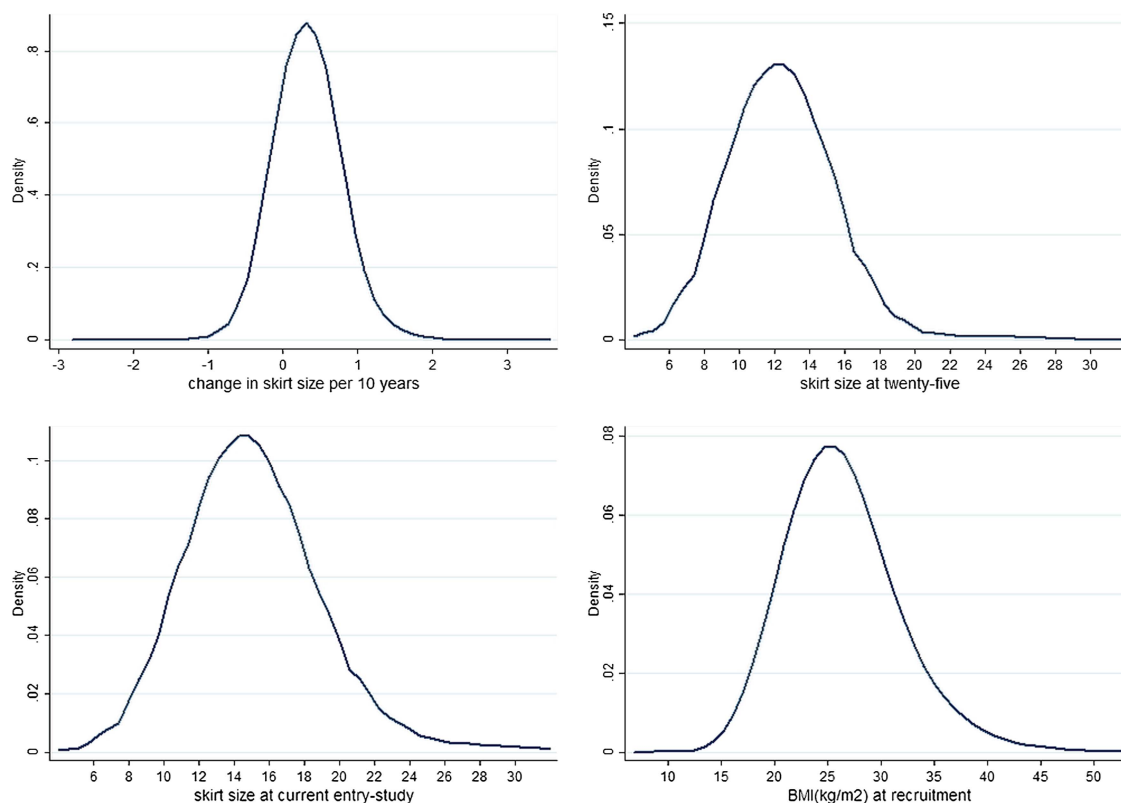 Density
.8
.6
.4
.2
0
-3 -2 -1 0 1 2 3
change in skirt size per 10 years
Density
.15
.1
.05
0
6 8 10 12 14 16 18 20 22 24 26 28 30
skirt size at twenty-five
Density
.1
.08
.06
.04
.02
0
6 8 10 12 14 16 18 20 22 24 26 28 30
skirt size at current entry-study
Density
.08
.06
.04
.02
0
10 15 20 25 30 35 40 45 50
BMI(kg/m2) at recruitment